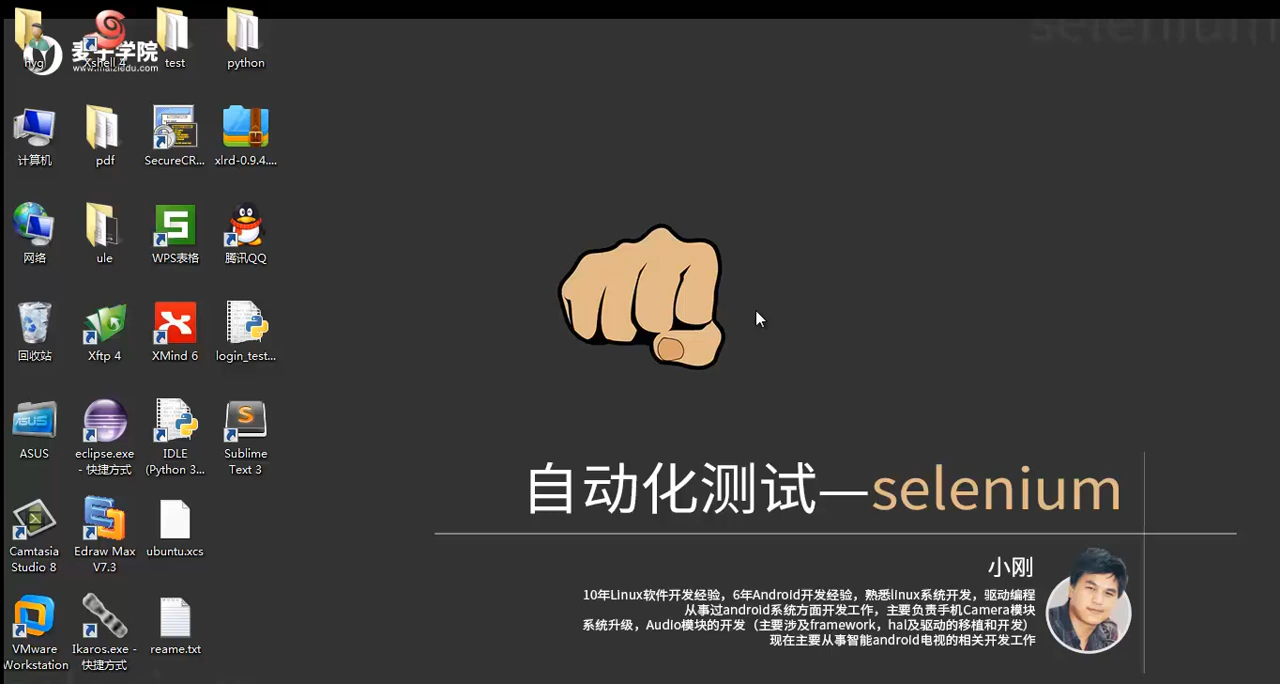 selenium
麦子学院
www.maiziedu.com
hyg
Xshell 4
test
python
计算机
pdf
SecureCR...
xlrd-0.9.4....
网络
ule
WPS表格
腾讯QQ
回收站
Xftp 4
XMind 6
login_test...
ASUS
eclipse.exe
- 快捷方式
IDLE
(Python 3...
Sublime
Text 3
Camtasia
Studio 8
Edraw Max
V7.3
ubuntu.xcs
VMware
Workstation
Ikaros.exe -
快捷方式
reame.txt
自动化测试—selenium
小刚
10年Linux软件开发经验，6年Android开发经验，熟悉linux系统开发，驱动编程
从事过android系统方面开发工作，主要负责手机Camera模块
系统升级，Audio模块的开发（主要涉及framework，hal及驱动的移植和开发）
现在主要从事智能android电视的相关开发工作